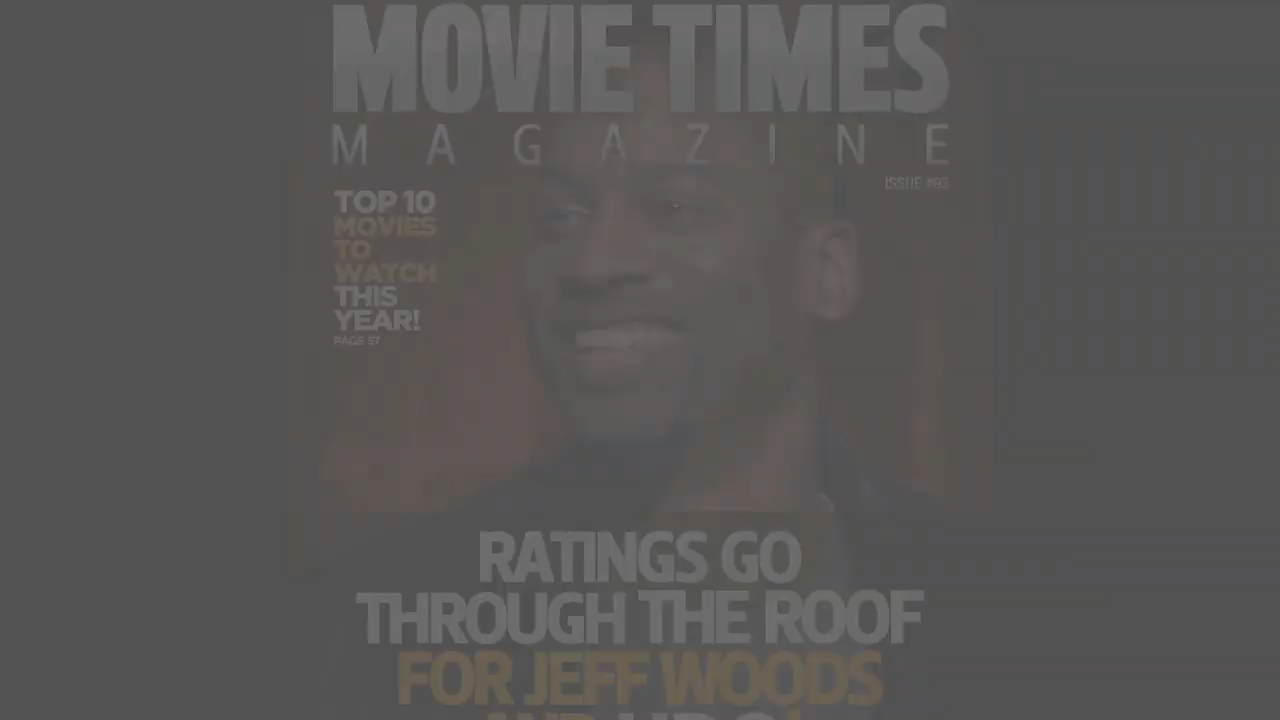 MOVIE TIMES
MAGAZINE
ISSUE #93
TOP 10
MOVIES
TO
WATCH
THIS
YEAR!
PAGE 57
RATINGS GO
THROUGH THE ROOF
FOR JEFF WOODS